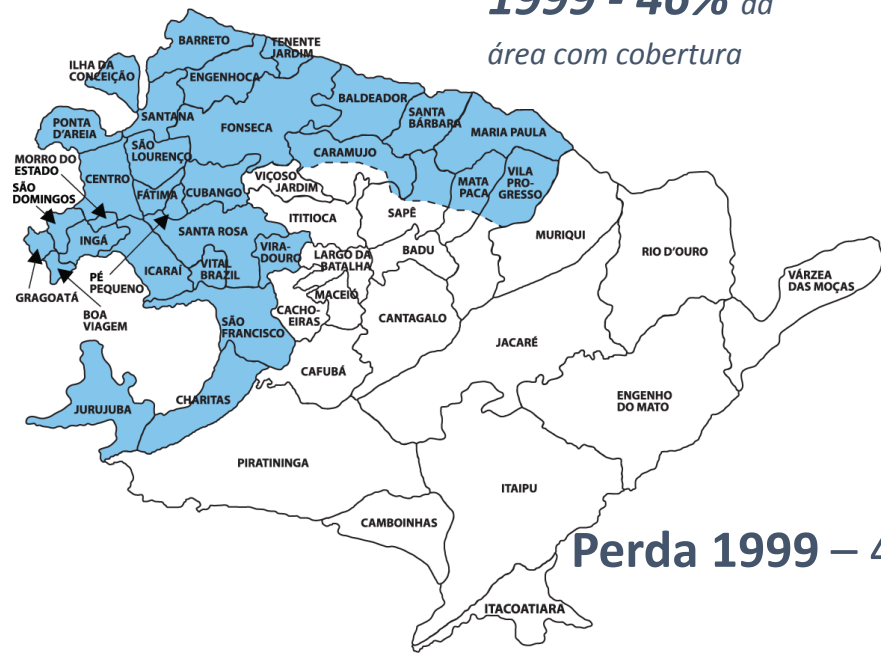 1999 - 46% da
área com cobertura
BARRETO
TENENTE
JARDIM
ILHA DA
CONCEIÇÃO
ENGENHOCA
BALDEADOR
SANTANA
SANTA
BÁRBARA
PONTA
D'AREIA
FONSECA
MARIA PAULA
SÃO
LOURENÇO
CARAMUJO
MORRO DO
ESTADO
CENTRO
VIÇOSO
JARDIM
MATA
PACA
VILA
PRO-
GRESSO
SÃO
DOMINGOS
FÁTIMA
CUBANGO
ITITIOCA
SAPÊ
SANTA ROSA
MURIQUI
INGÁ
VIRA-
DOURO
LARGO DA
BATALHA
BADU
RIO D'OURO
ICARAÍ
VITAL
BRAZIL
PÉ
PEQUENO
VÁRZEA
DAS MOÇAS
GRAGOATÁ
MACEIÓ
BOA
VIAGEM
CACHO-
EIRAS
CANTAGALO
SÃO
FRANCISCO
JACARÉ
CAFUBÁ
CHARITAS
JURUJUBA
ENGENHO
DO MATO
PIRATININGA
ITAIPU
CAMBOINHAS
Perda 1999 – 4
ITACOATIARA